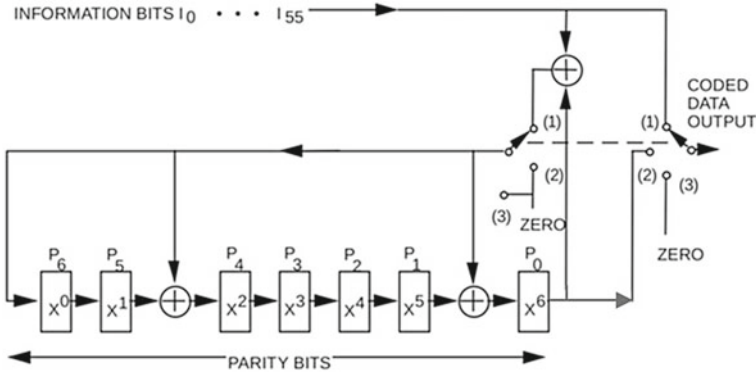 INFORMATION BITS I0 · · · I55
CODED
DATA
OUTPUT
(1)
(1)
(2)
(2)
(3)
(3)
ZERO
ZERO
P6 P5 P4 P3 P2 P1 P0
X0 X1 X2 X3 X4 X5 X6
PARITY BITS